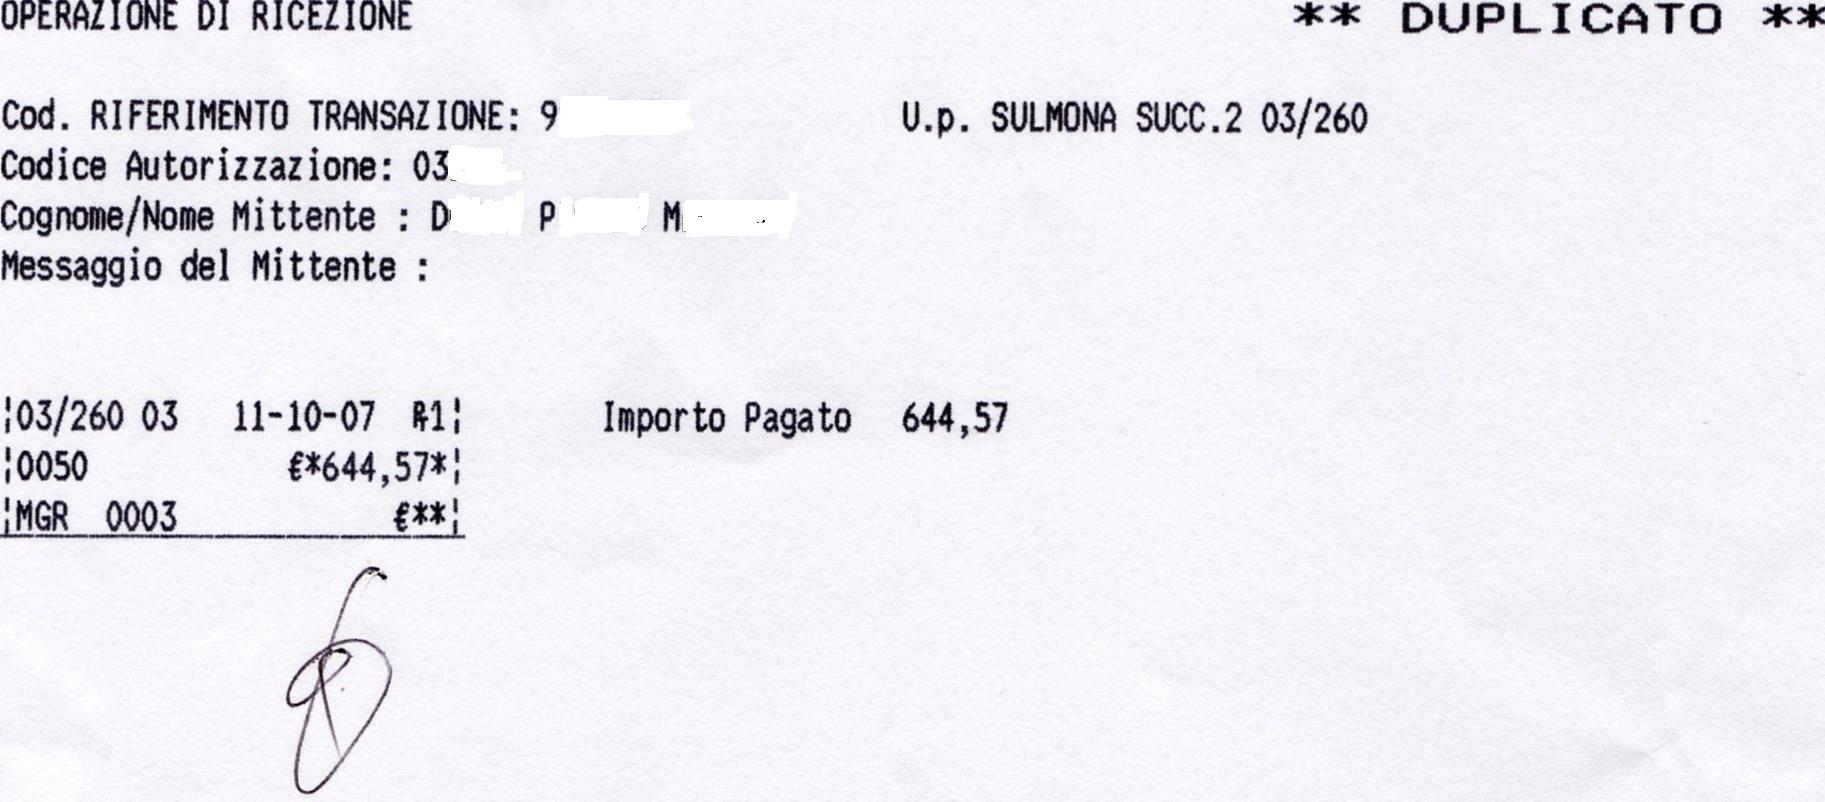 OPERAZIONE DI RICEZIONE ** DUPLICATO **
Cod. RIFERIMENTO TRANSAZIONE: 9 U.p. SULMONA SUCC.2 03/260
Codice Autorizzazione: 03
Cognome/Nome Mittente : D P M
Messaggio del Mittente :
¦03/260 03 11-10-07 R1¦ Importo Pagato 644,57
¦0050 €*644,57*¦
¦MGR 0003 €**¦